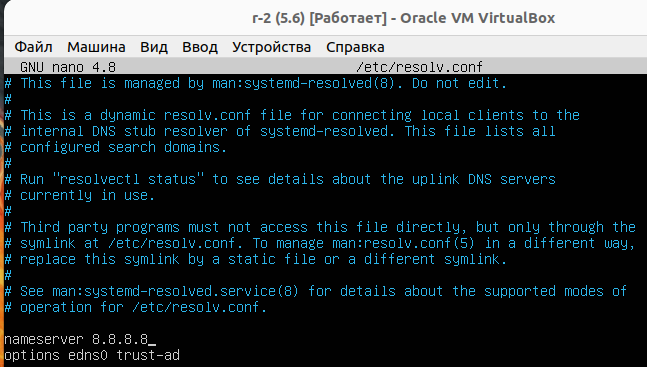 r-2 (5.6) [Работает] - Oracle VM VirtualBox
Файл Машина Вид Ввод Устройства Справка
GNU nano 4.8 /etc/resolv.conf
# This file is managed by man:systemd-resolved(8). Do not edit.
#
# This is a dynamic resolv.conf file for connecting local clients to the
# internal DNS stub resolver of systemd-resolved. This file lists all
# configured search domains.
#
# Run "resolvectl status" to see details about the uplink DNS servers
# currently in use.
#
# Third party programs must not access this file directly, but only through the
# symlink at /etc/resolv.conf. To manage man:resolv.conf(5) in a different way,
# replace this symlink by a static file or a different symlink.
#
# See man:systemd-resolved.service(8) for details about the supported modes of
# operation for /etc/resolv.conf.
nameserver 8.8.8.8_
options edns0 trust-ad